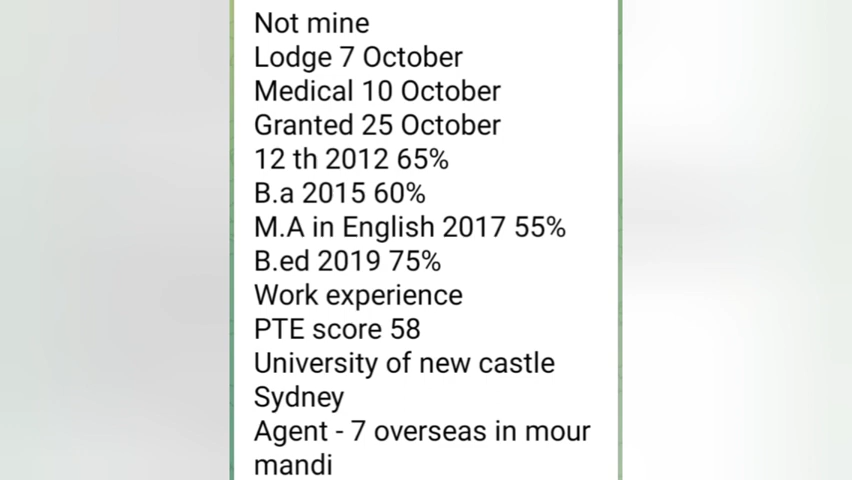 Not mine
Lodge 7 October
Medical 10 October
Granted 25 October
12 th 2012 65%
B.a 2015 60%
M.A in English 2017 55%
B.ed 2019 75%
Work experience
PTE score 58
University of new castle
Sydney
Agent - 7 overseas in mour
mandi